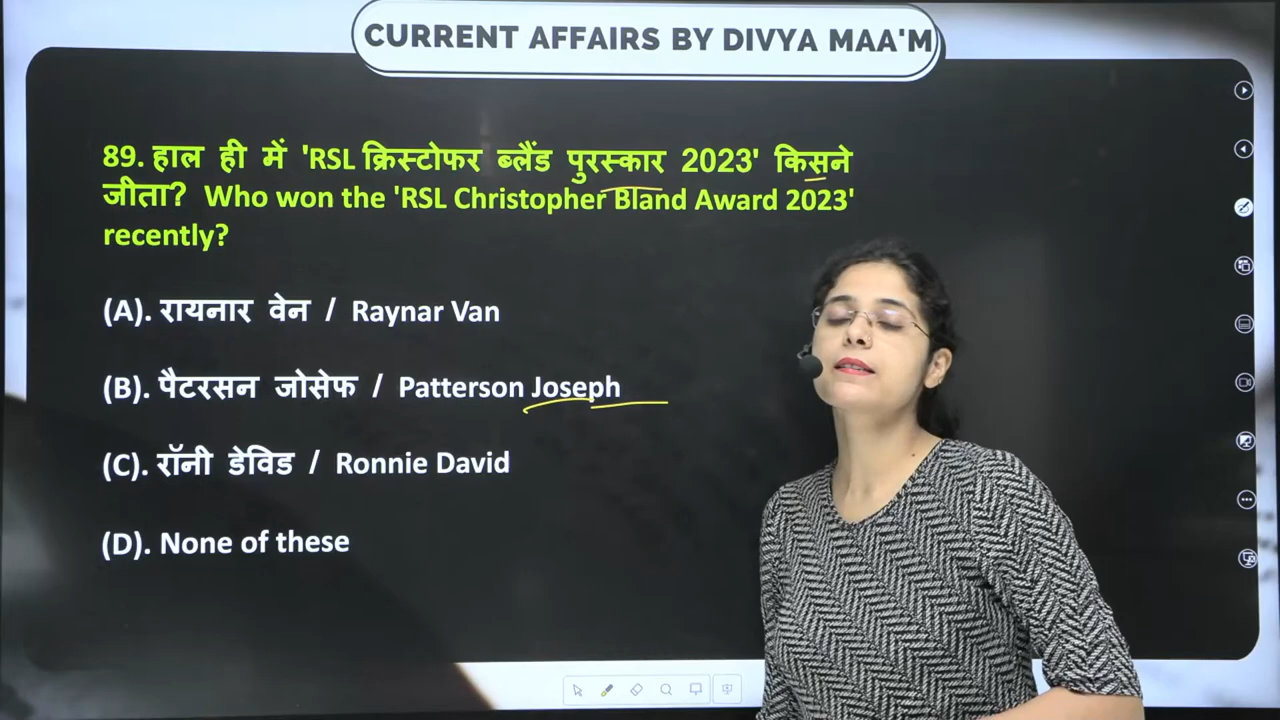 CURRENT AFFAIRS BY DIVYA MAA'M
89. हाल ही में 'RSL क्रिस्टोफर ब्लैंड पुरस्कार 2023' किसने
जीता? Who won the 'RSL Christopher Bland Award 2023'
recently?
(A). रायनार वेन / Raynar Van
(B). पैटरसन जोसेफ / Patterson Joseph
(C). रॉनी डेविड / Ronnie David
(D). None of these